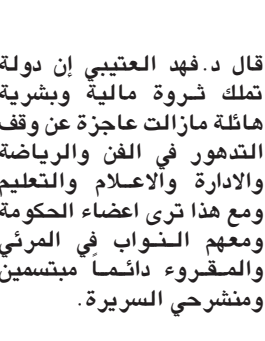 قال د.فهد العتيبي إن دولة
تملك ثروة مالية وبشرية
هائلة مازالت عاجزة عن وقف
التدهور في الفن والرياضة
والادارة والاعلام والتعليم
ومع هذا ترى اعضاء الحكومة
ومعهم النواب في المرئي
والمقروء دائماً مبتسمين
ومنشرحي السريرة.